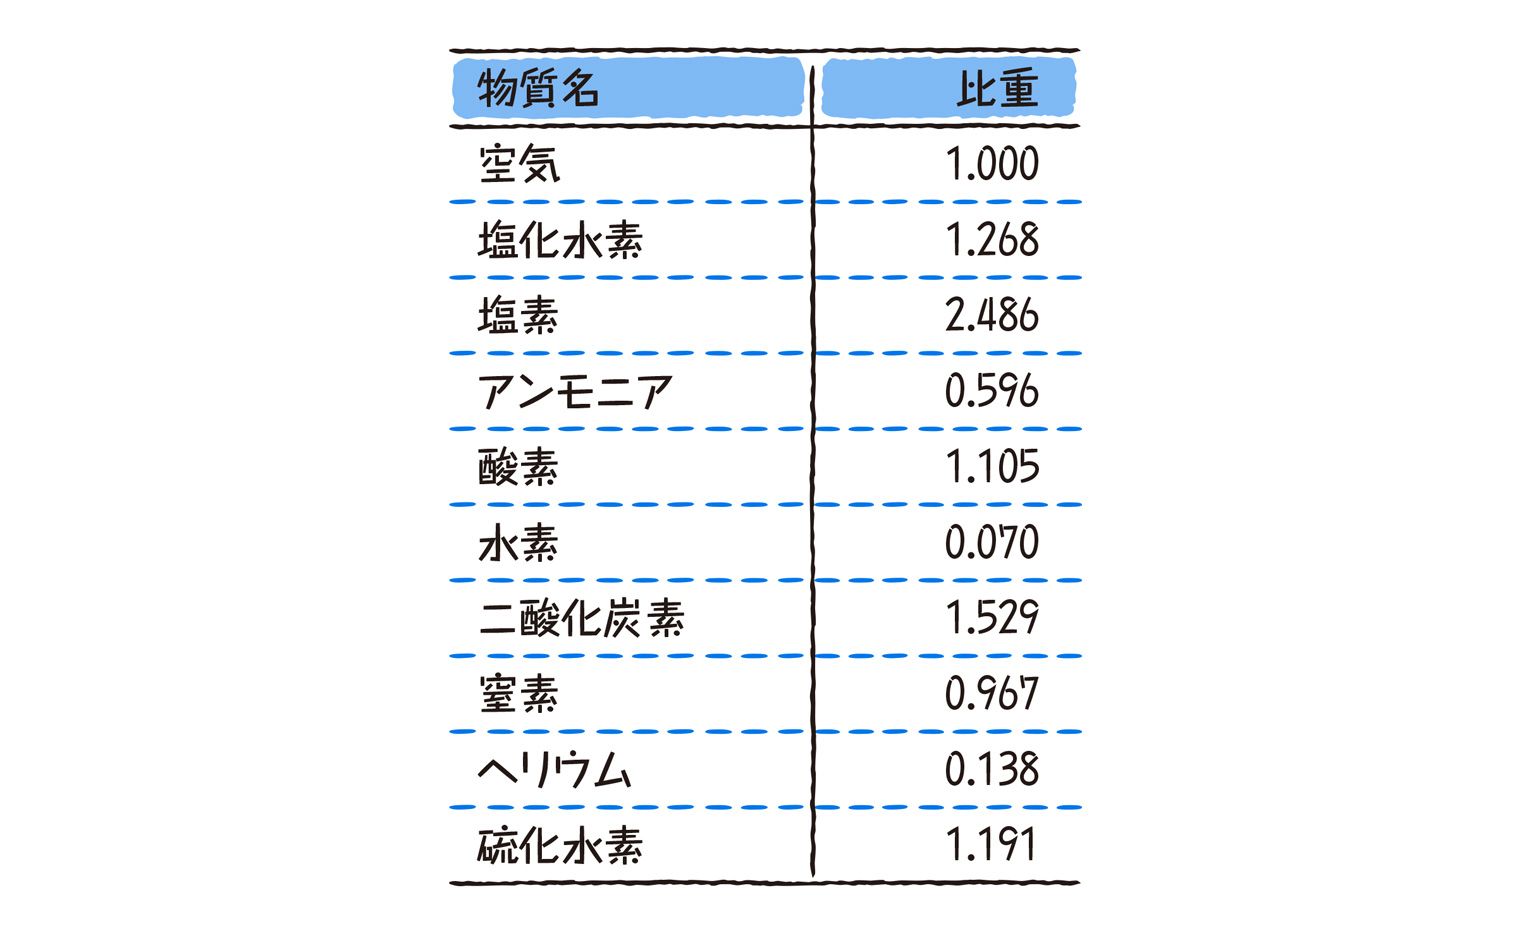 物質名 比重
空気 1.000
塩化水素 1.268
塩素 2.486
アンモニア 0.596
酸素 1.105
水素 0.070
二酸化炭素 1.529
窒素 0.967
ヘリウム 0.138
硫化水素 1.191